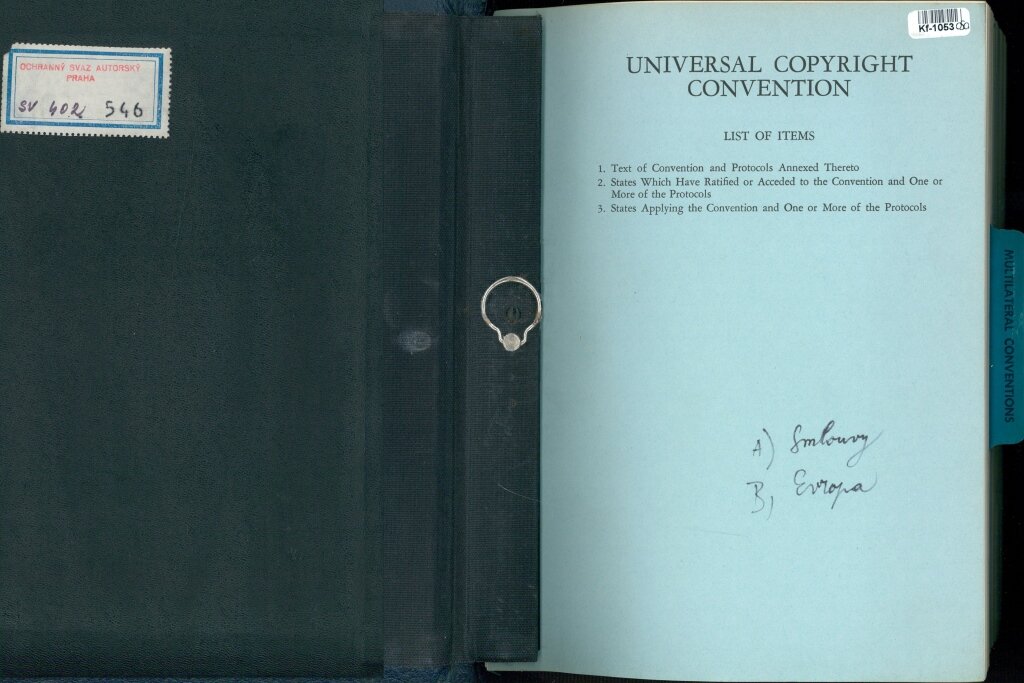 OCHRANNÝ SVAZ AUTORSKÝ
PRAHA
SV 402 546
Kf-1053
UNIVERSAL COPYRIGHT
CONVENTION
LIST OF ITEMS
1. Text of Convention and Protocols Annexed Thereto
2. States Which Have Ratified or Acceded to the Convention and One or
More of the Protocols
3. States Applying the Convention and One or More of the Protocols
MULTILATERAL CONVENTIONS
A) Smlouvy
B) Evropa